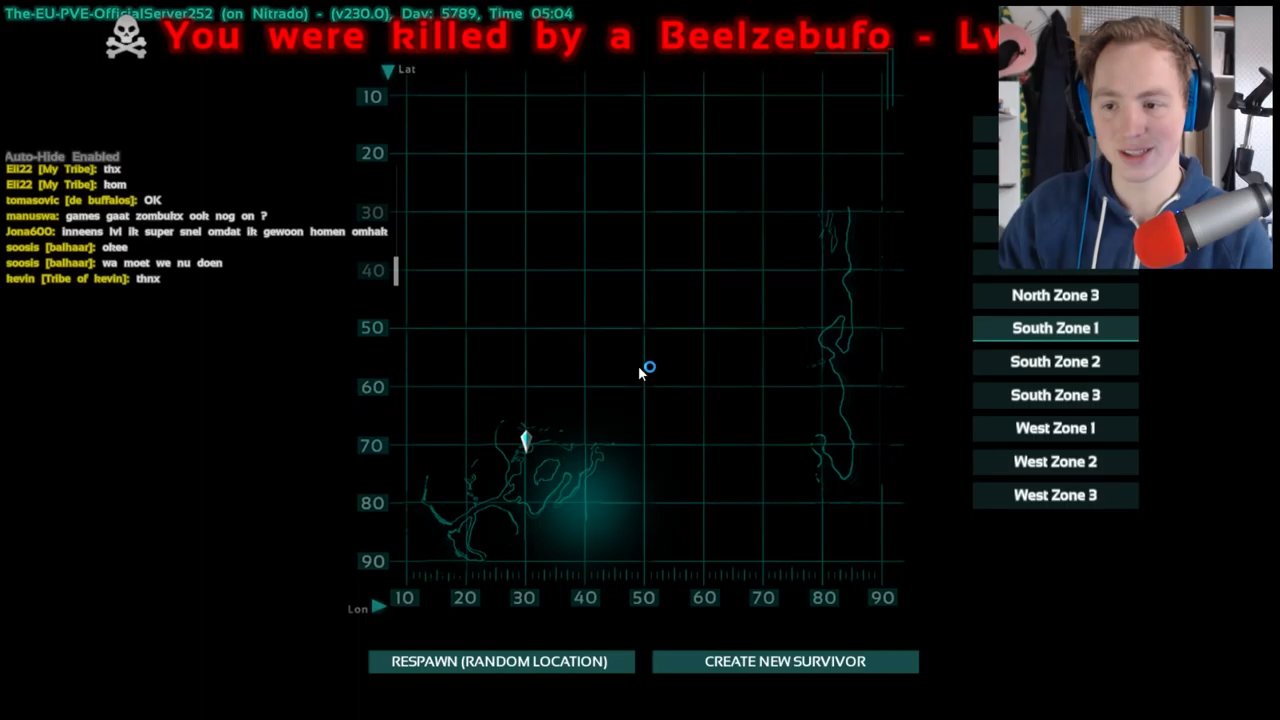 The-EU-PVE-OfficialServer252 (on Nitrado) - (v230.0), Day: 5789, Time 05:04
You were killed by a Beelzebufo - Lv
Lat
10
20
30
40
50
60
70
80
90
Auto-Hide Enabled
Eli22 [My Tribe]: thx
Eli22 [My Tribe]: kom
tomasovic [de buffalos]: OK
manuswa: games gaat zombukx ook nog on ?
Jona600: inneens lvl ik super snel omdat ik gewoon homen omhak
soosis [balhaar]: okee
soosis [balhaar]: wa moet we nu doen
kevin [Tribe of kevin]: thnx
North Zone 3
South Zone 1
South Zone 2
South Zone 3
West Zone 1
West Zone 2
West Zone 3
Lon
10 20 30 40 50 60 70 80 90
RESPAWN (RANDOM LOCATION)
CREATE NEW SURVIVOR